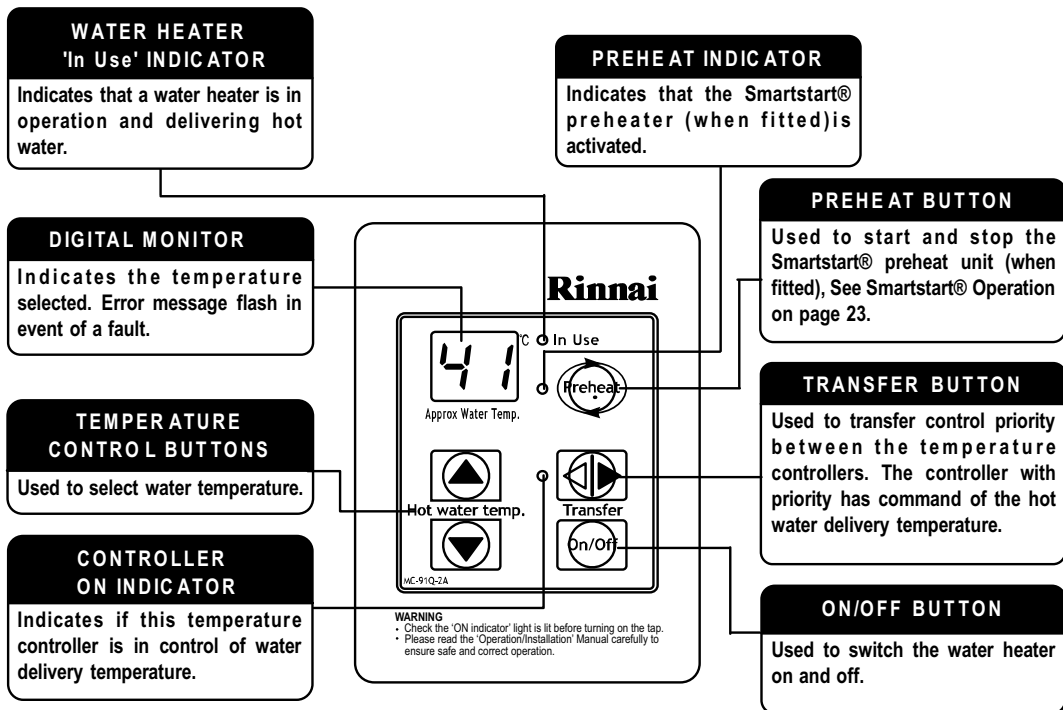 WATER HEATER
'In Use' INDICATOR
Indicates that a water heater is in
operation and delivering hot
water.
PREHEAT INDICATOR
Indicates that the Smartstart®
preheater (when fitted)is
activated.
DIGITAL MONITOR
Indicates the temperature
selected. Error message flash in
event of a fault.
PREHEAT BUTTON
Used to start and stop the
Smartstart® preheat unit (when
fitted), See Smartstart® Operation
on page 23.
TEMPERATURE
CONTROL BUTTONS
Used to select water temperature.
TRANSFER BUTTON
Used to transfer control priority
between the temperature
controllers. The controller with
priority has command of the hot
water delivery temperature.
CONTROLLER
ON INDICATOR
Indicates if this temperature
controller is in control of water
delivery temperature.
ON/OFF BUTTON
Used to switch the water heater
on and off.
Rinnai
41 °C In Use
Preheat
Approx Water Temp.
Hot water temp. Transfer
On/Off
MC-91Q-2A
WARNING
• Check the 'ON indicator' light is lit before turning on the tap.
• Please read the 'Operation/Installation' Manual carefully to
ensure safe and correct operation.